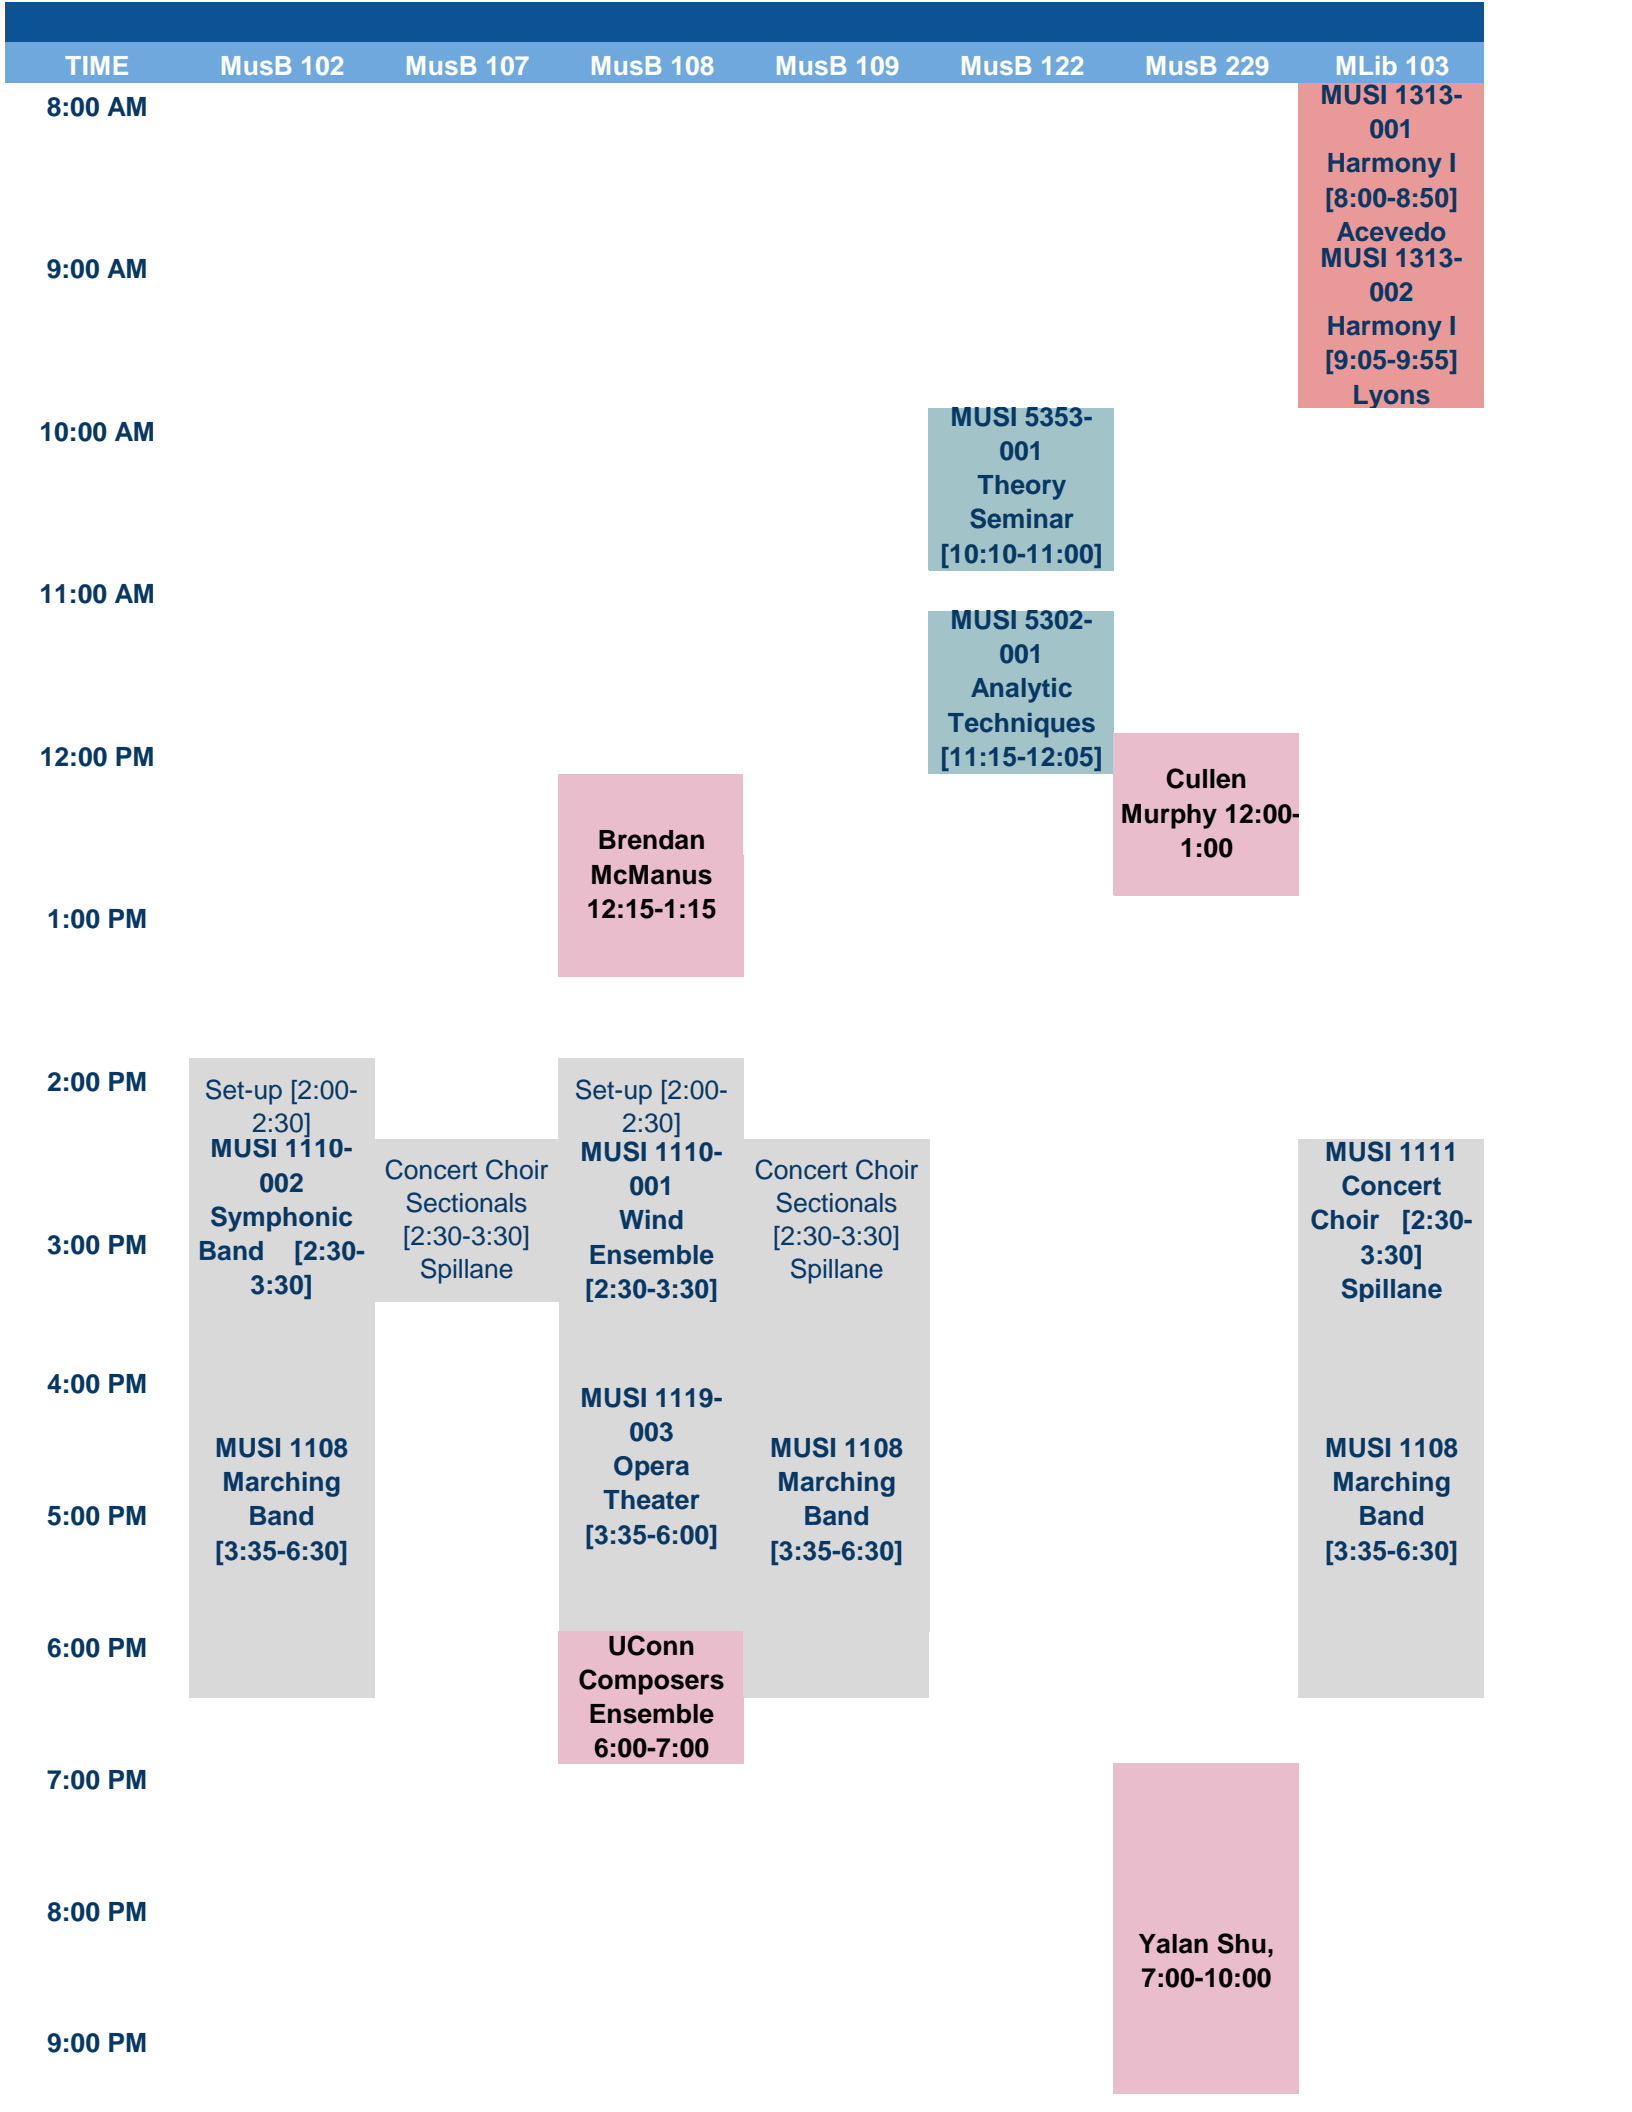 TIME MusB 102 MusB 107 MusB 108 MusB 109 MusB 122 MusB 229 MLib 103
8:00 AM
MUSI 1313-
001
Harmony I
[8:00-8:50]
Acevedo
9:00 AM
MUSI 1313-
002
Harmony I
[9:05-9:55]
Lyons
10:00 AM
MUSI 5353-
001
Theory
Seminar
[10:10-11:00]
11:00 AM
MUSI 5302-
001
Analytic
Techniques
[11:15-12:05]
12:00 PM
Cullen
Murphy 12:00-
1:00
Brendan
McManus
12:15-1:15
1:00 PM
2:00 PM
Set-up [2:00-
2:30]
MUSI 1110-
002
Symphonic
Band [2:30-
3:30]
Concert Choir
Sectionals
[2:30-3:30]
Spillane
Set-up [2:00-
2:30]
MUSI 1110-
001
Wind
Ensemble
[2:30-3:30]
Concert Choir
Sectionals
[2:30-3:30]
Spillane
MUSI 1111
Concert
Choir [2:30-
3:30]
Spillane
3:00 PM
4:00 PM
MUSI 1108
Marching
Band
[3:35-6:30]
MUSI 1119-
003
Opera
Theater
[3:35-6:00]
MUSI 1108
Marching
Band
[3:35-6:30]
MUSI 1108
Marching
Band
[3:35-6:30]
5:00 PM
6:00 PM
UConn
Composers
Ensemble
6:00-7:00
7:00 PM
8:00 PM
Yalan Shu,
7:00-10:00
9:00 PM